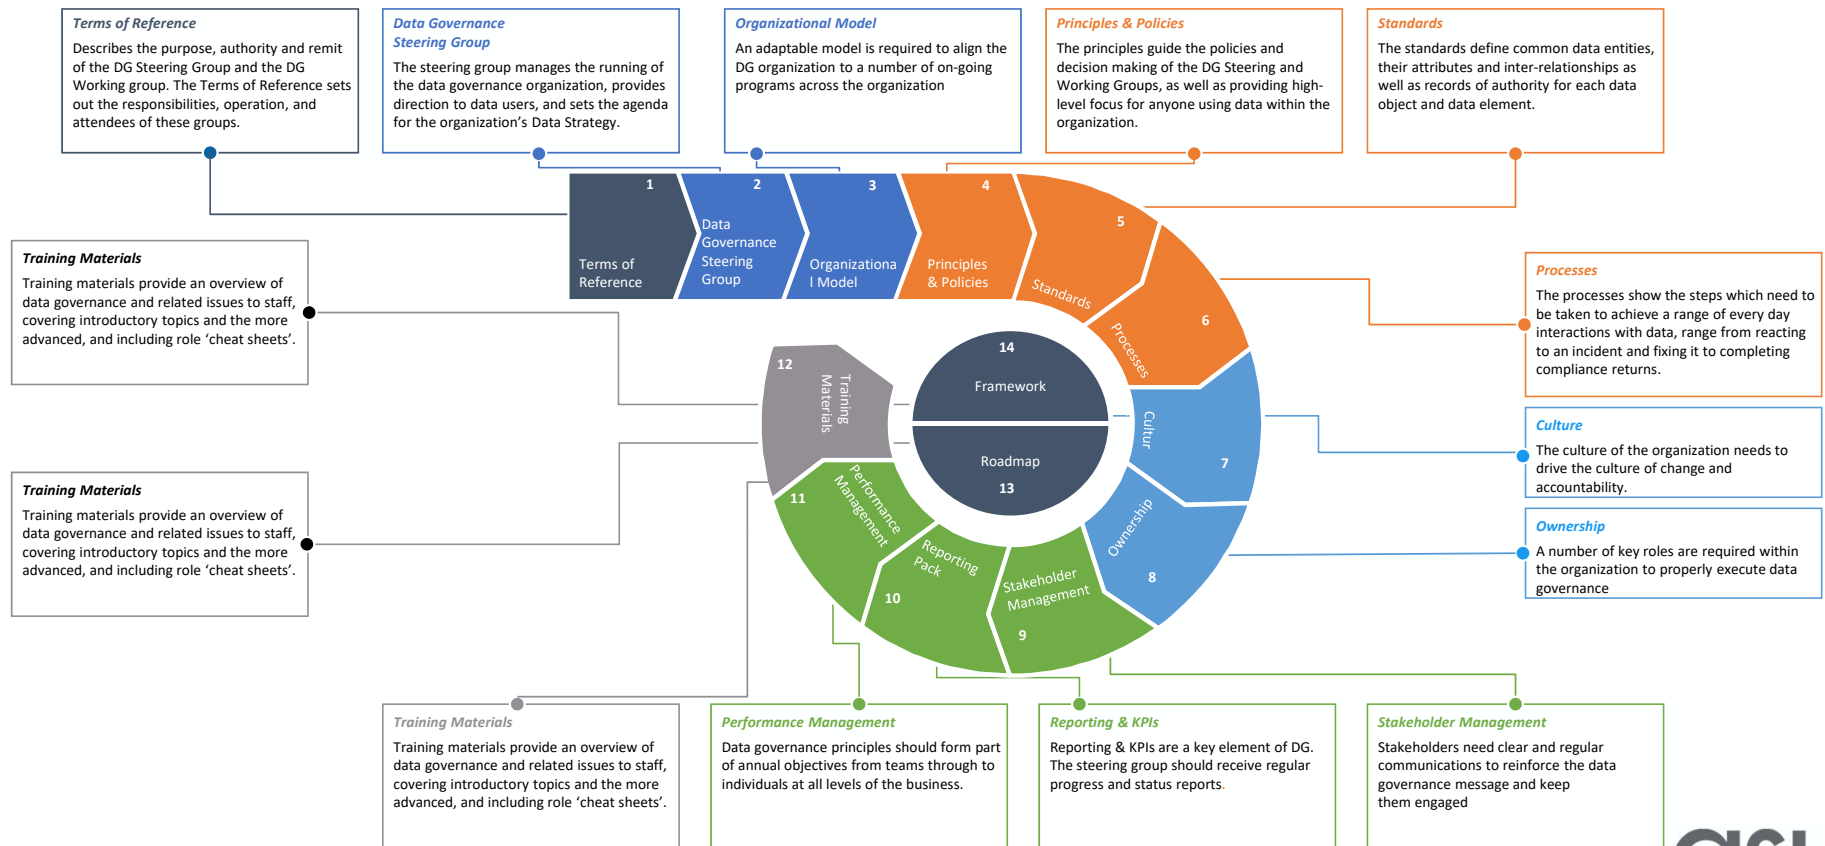 Terms of Reference
Describes the purpose, authority and remit
of the DG Steering Group and the DG
Working group. The Terms of Reference sets
out the responsibilities, operation, and
attendees of these groups.
Data Governance
Steering Group
The steering group manages the running of
the data governance organization, provides
direction to data users, and sets the agenda
for the organization's Data Strategy.
Organizational Model
An adaptable model is required to align the
DG organization to a number of on-going
programs across the organization
Principles & Policies
The principles guide the policies and
decision making of the DG Steering and
Working Groups, as well as providing high-
level focus for anyone using data within the
organization.
Standards
The standards define common data entities,
their attributes and inter-relationships as
well as records of authority for each data
object and data element.
1
Terms of
Reference
2
Data
Governance
Steering
Group
3
Organizationa
l Model
4
Principles
& Policies
5
Standards
6
Processes
Cultur
7
Ownership
8
Stakeholder
Management
9
Reporting
Pack
10
Performance
Management
11
12
Training
Materials
14
Framework
Roadmap
13
Training Materials
Training materials provide an overview of
data governance and related issues to staff,
covering introductory topics and the more
advanced, and including role ‘cheat sheets’.
Training Materials
Training materials provide an overview of
data governance and related issues to staff,
covering introductory topics and the more
advanced, and including role ‘cheat sheets’.
Processes
The processes show the steps which need to
be taken to achieve a range of every day
interactions with data, range from reacting
to an incident and fixing it to completing
compliance returns.
Culture
The culture of the organization needs to
drive the culture of change and
accountability.
Ownership
A number of key roles are required within
the organization to properly execute data
governance
Training Materials
Training materials provide an overview of
data governance and related issues to staff,
covering introductory topics and the more
advanced, and including role ‘cheat sheets’.
Performance Management
Data governance principles should form part
of annual objectives from teams through to
individuals at all levels of the business.
Reporting & KPIs
Reporting & KPIs are a key element of DG.
The steering group should receive regular
progress and status reports.
Stakeholder Management
Stakeholders need clear and regular
communications to reinforce the data
governance message and keep
them engaged